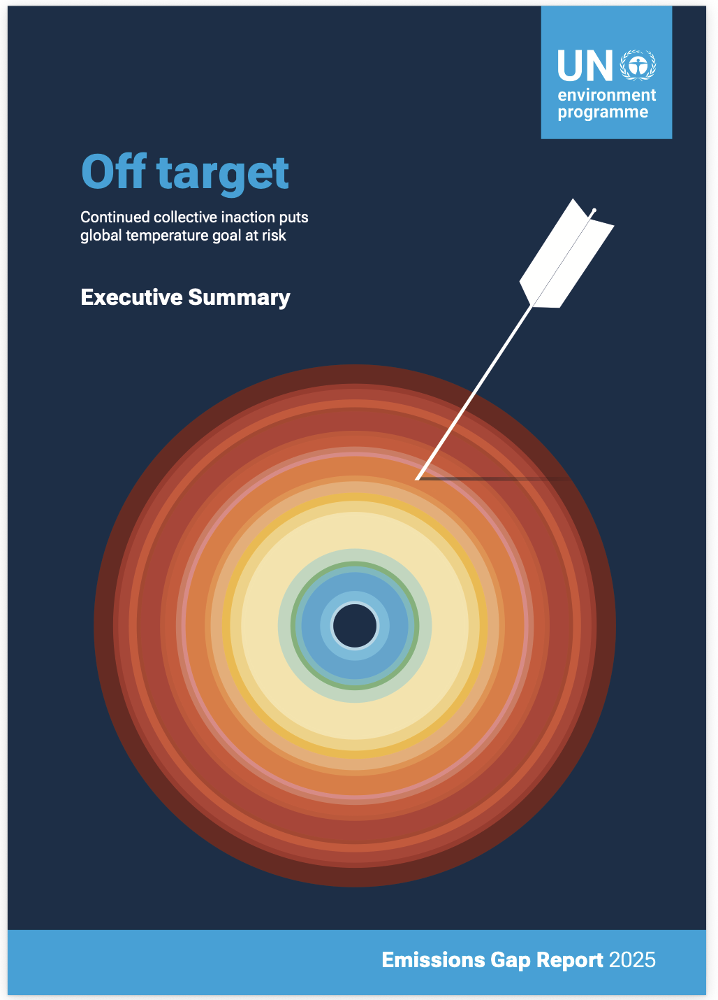 UN
environment
programme
Off target
Continued collective inaction puts
global temperature goal at risk
Executive Summary
Emissions Gap Report 2025